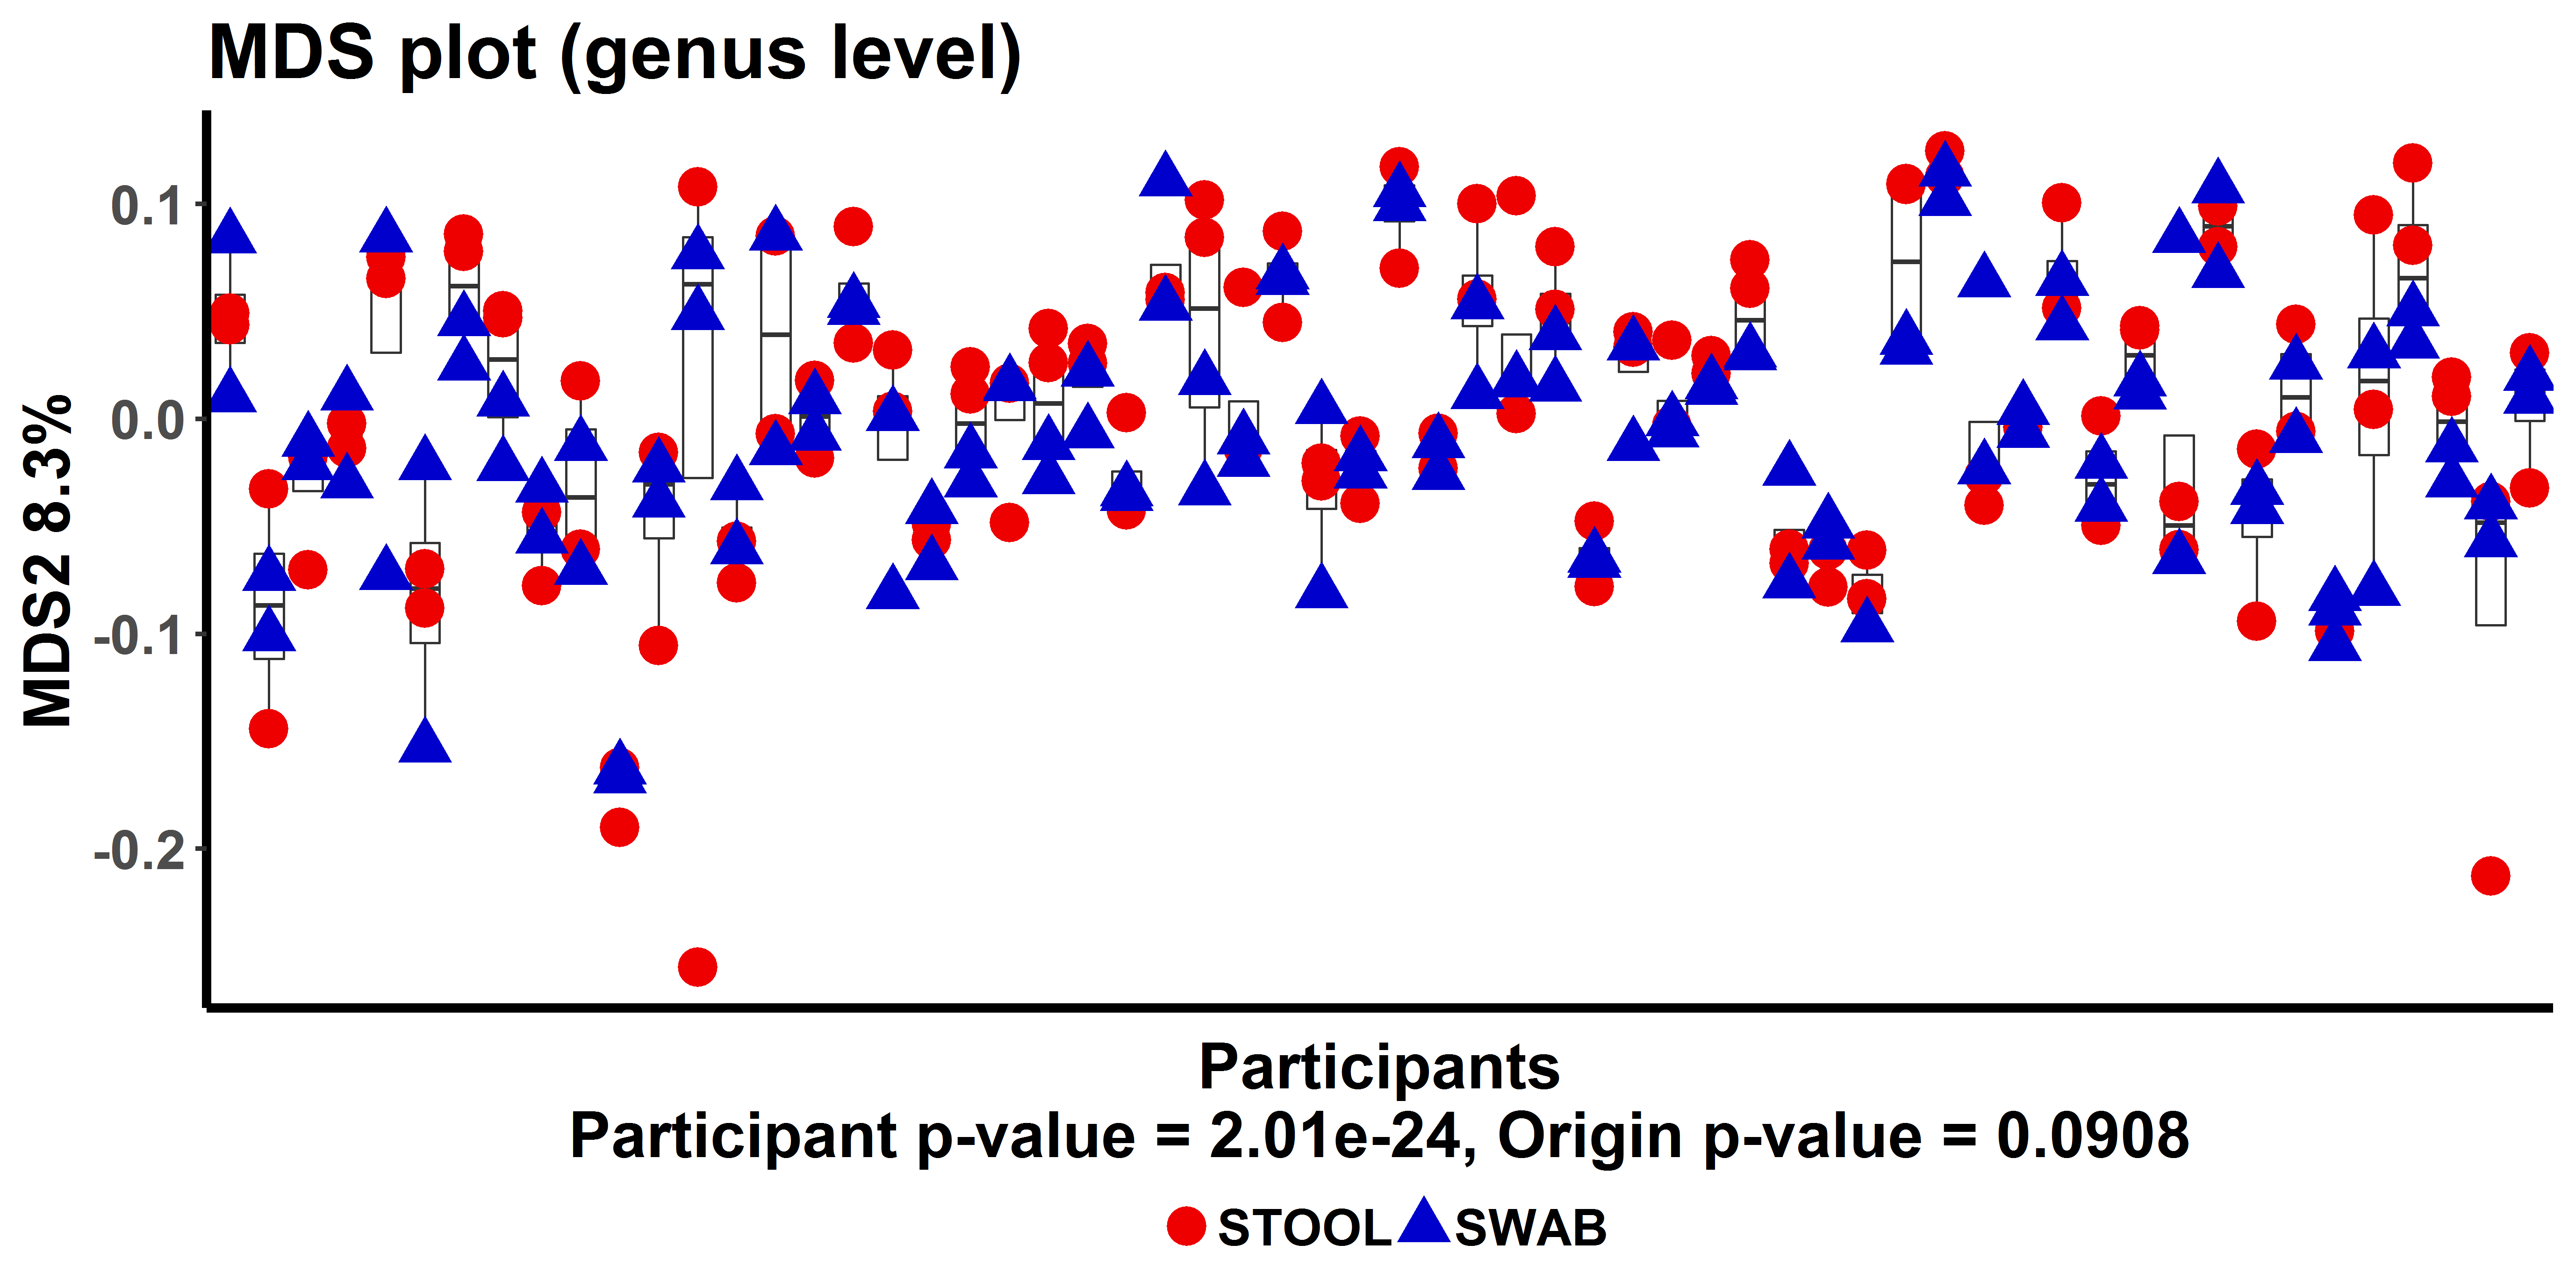 MDS plot (genus level)
MDS2 8.3%
0.1
0.0
-0.1
-0.2
Participants
Participant p-value = 2.01e-24, Origin p-value = 0.0908
STOOL SWAB